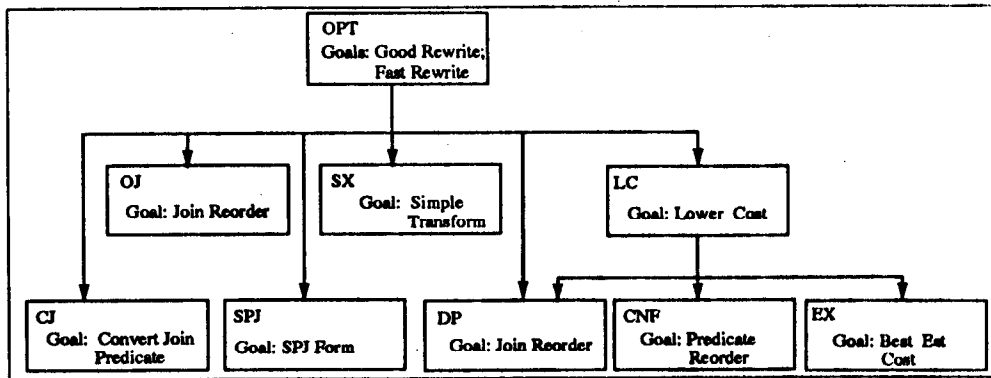 OPT
Goals: Good Rewrite;
Fast Rewrite
OJ
Goal: Join Reorder
SX
Goal: Simple
Transform
LC
Goal: Lower Cost
CJ
Goal: Convert Join
Predicate
SPJ
Goal: SPJ Form
DP
Goal: Join Reorder
CNF
Goal: Predicate
Reorder
EX
Goal: Best Est
Cost